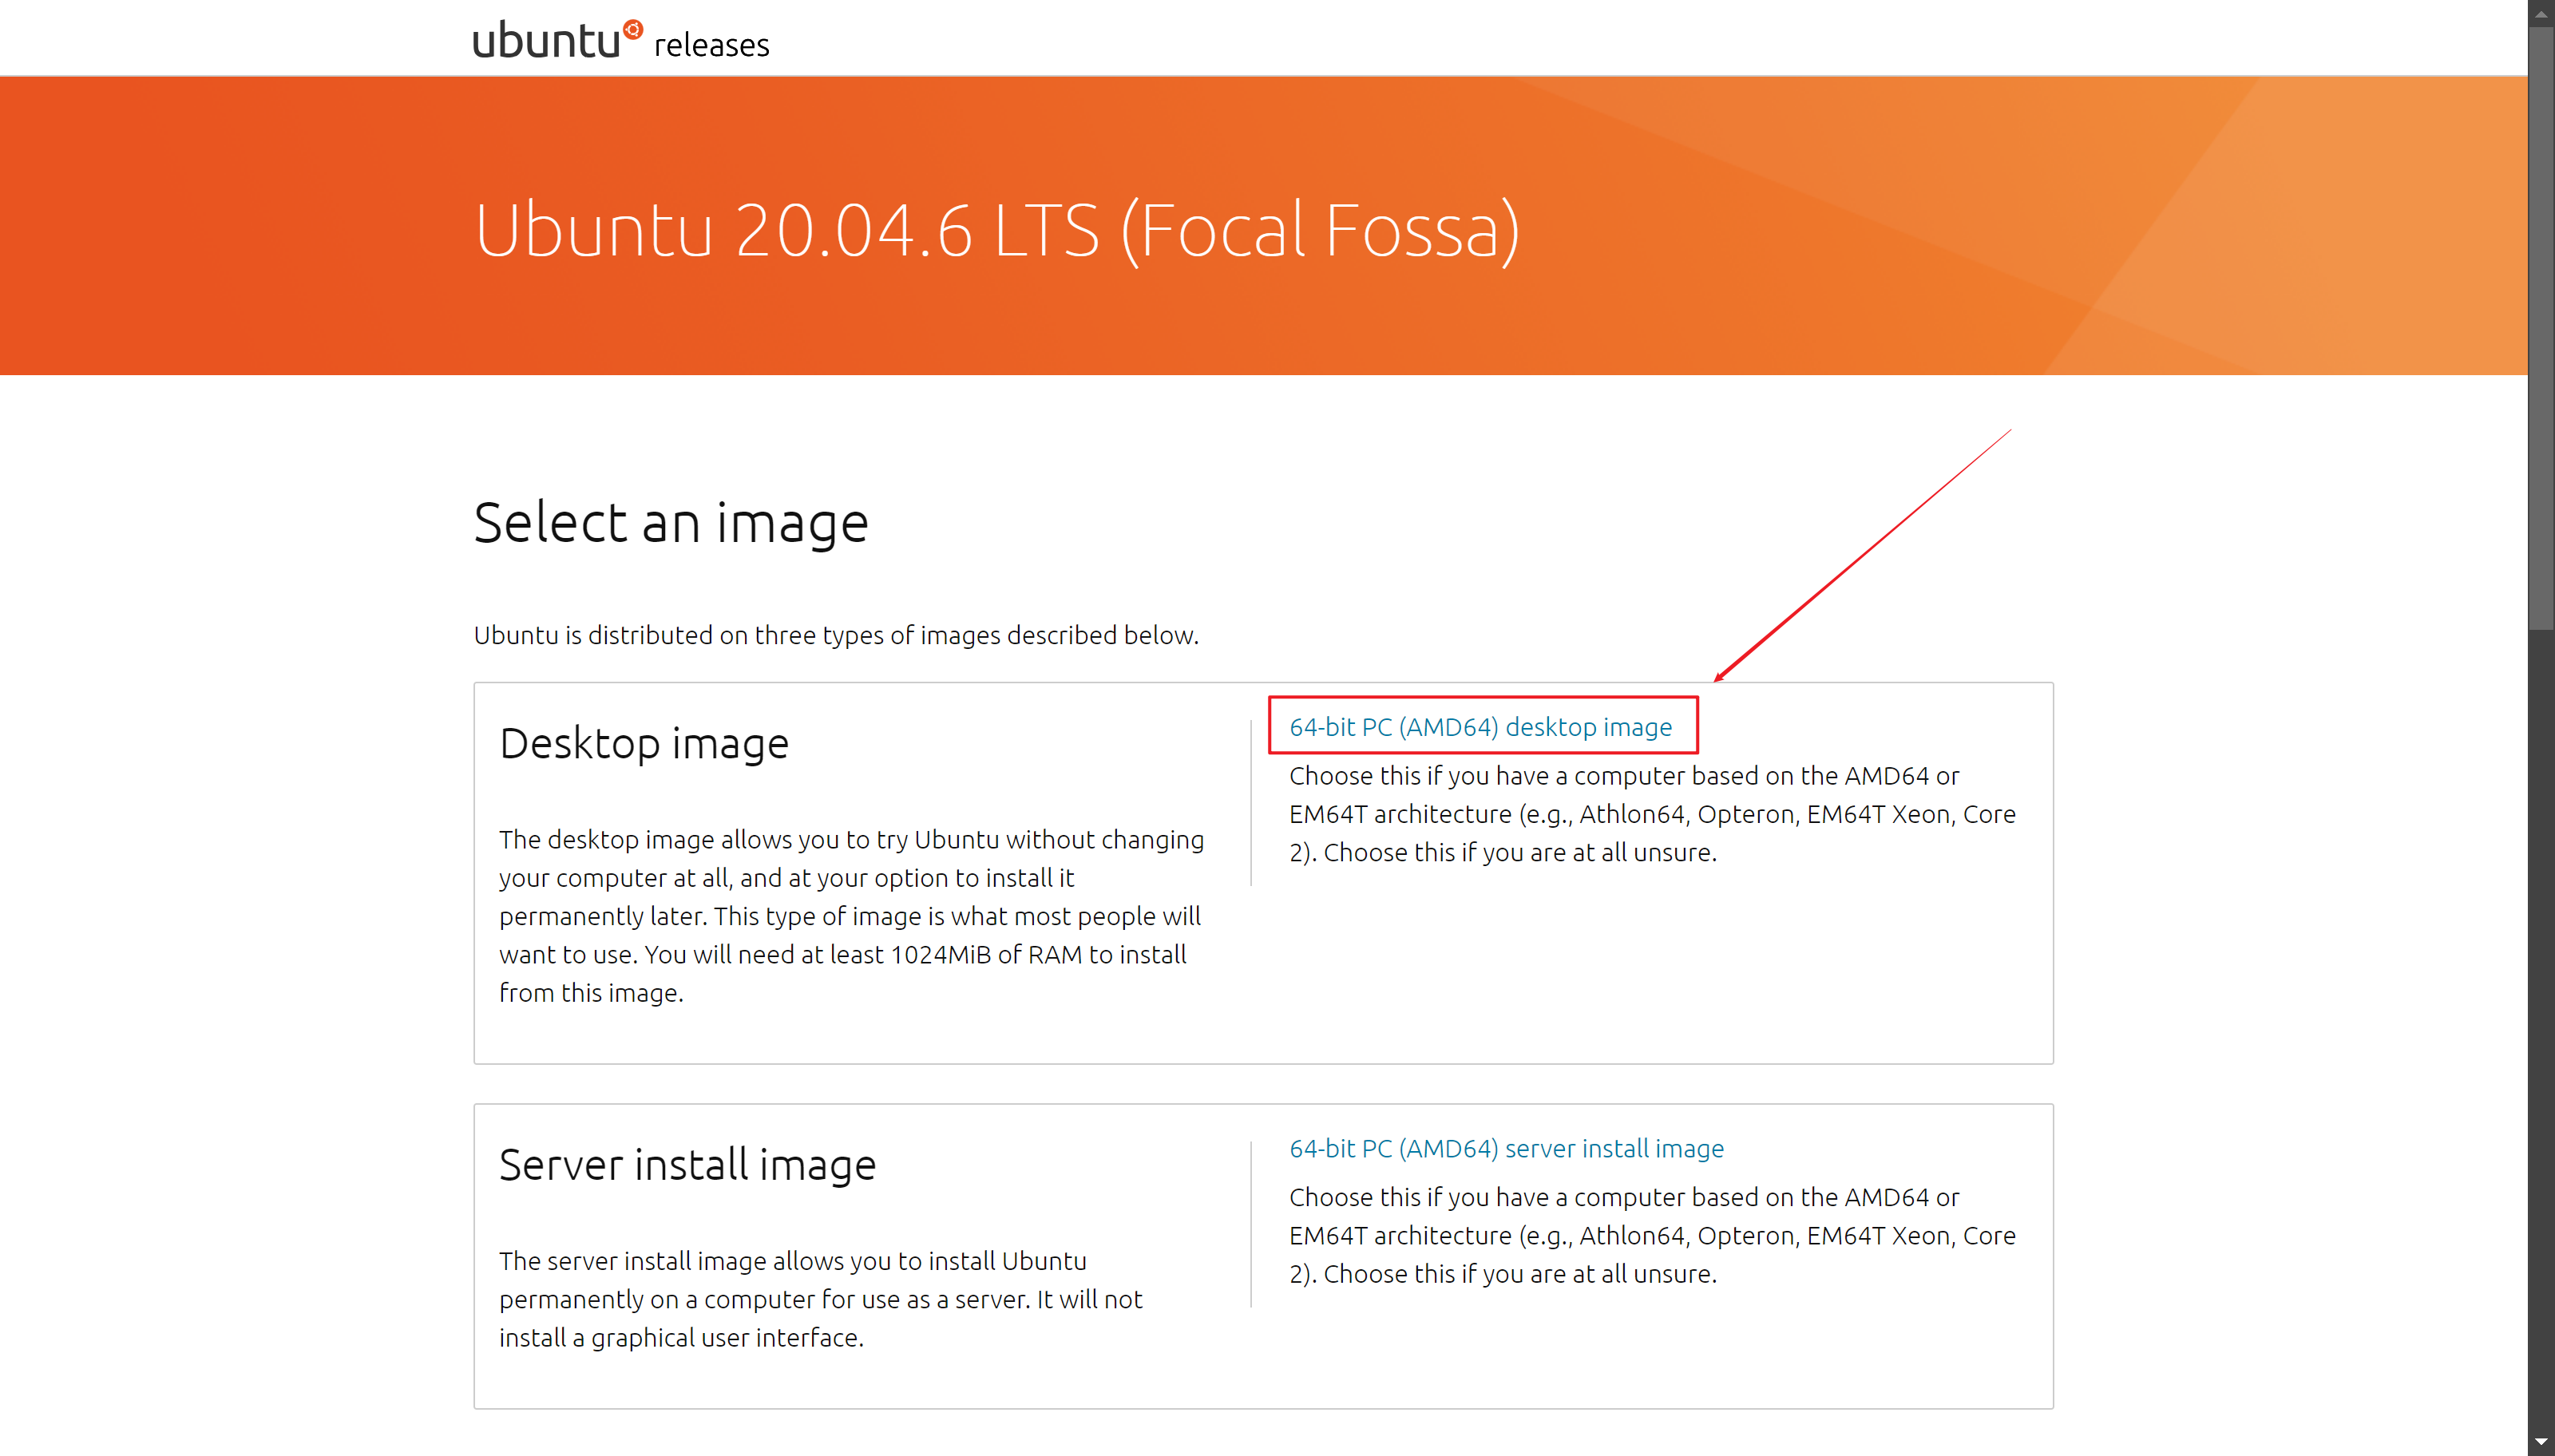 ubuntu releases
Ubuntu 20.04.6 LTS (Focal Fossa)
Select an image
Ubuntu is distributed on three types of images described below.
Desktop image
The desktop image allows you to try Ubuntu without changing
your computer at all, and at your option to install it
permanently later. This type of image is what most people will
want to use. You will need at least 1024MiB of RAM to install
from this image.
64-bit PC (AMD64) desktop image
Choose this if you have a computer based on the AMD64 or
EM64T architecture (e.g., Athlon64, Opteron, EM64T Xeon, Core
2). Choose this if you are at all unsure.
Server install image
The server install image allows you to install Ubuntu
permanently on a computer for use as a server. It will not
install a graphical user interface.
64-bit PC (AMD64) server install image
Choose this if you have a computer based on the AMD64 or
EM64T architecture (e.g., Athlon64, Opteron, EM64T Xeon, Core
2). Choose this if you are at all unsure.